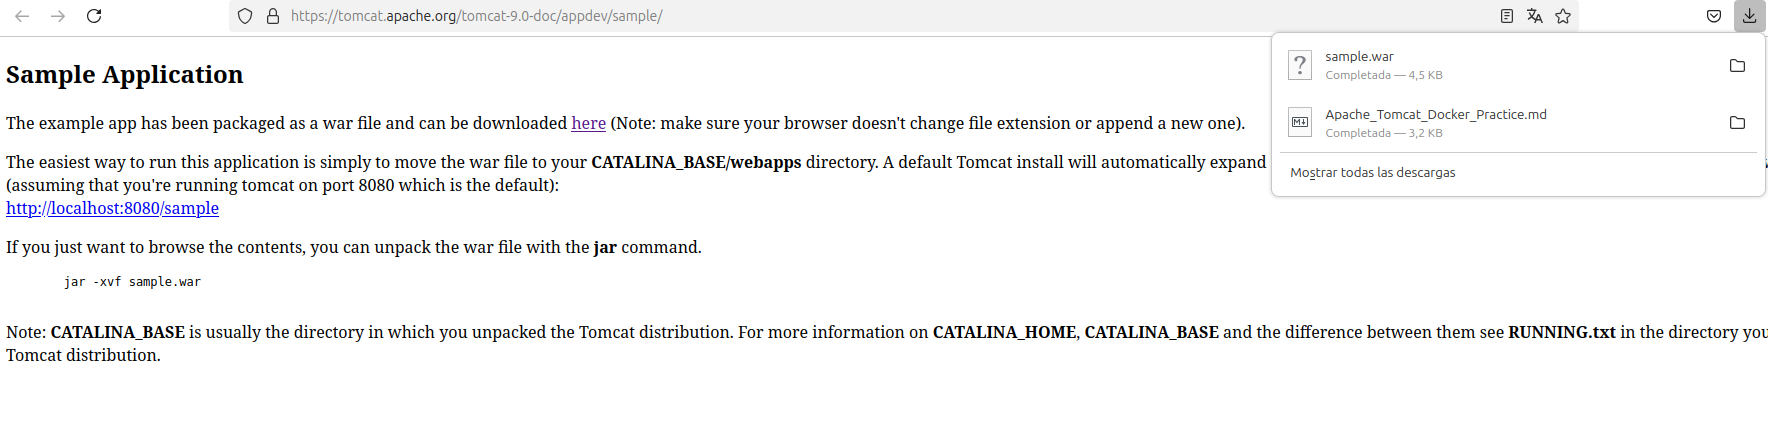 https://tomcat.apache.org/tomcat-9.0-doc/appdev/sample/
Sample Application
The example app has been packaged as a war file and can be downloaded here (Note: make sure your browser doesn't change file extension or append a new one).
The easiest way to run this application is simply to move the war file to your CATALINA_BASE/webapps directory. A default Tomcat install will automatically expand
(assuming that you're running tomcat on port 8080 which is the default):
http://localhost:8080/sample
If you just want to browse the contents, you can unpack the war file with the jar command.
jar -xvf sample.war
Note: CATALINA_BASE is usually the directory in which you unpacked the Tomcat distribution. For more information on CATALINA_HOME, CATALINA_BASE and the difference between them see RUNNING.txt in the directory you
Tomcat distribution.
sample.war
Completada — 4,5 KB
Apache_Tomcat_Docker_Practice.md
Completada — 3,2 KB
Mostrar todas las descargas